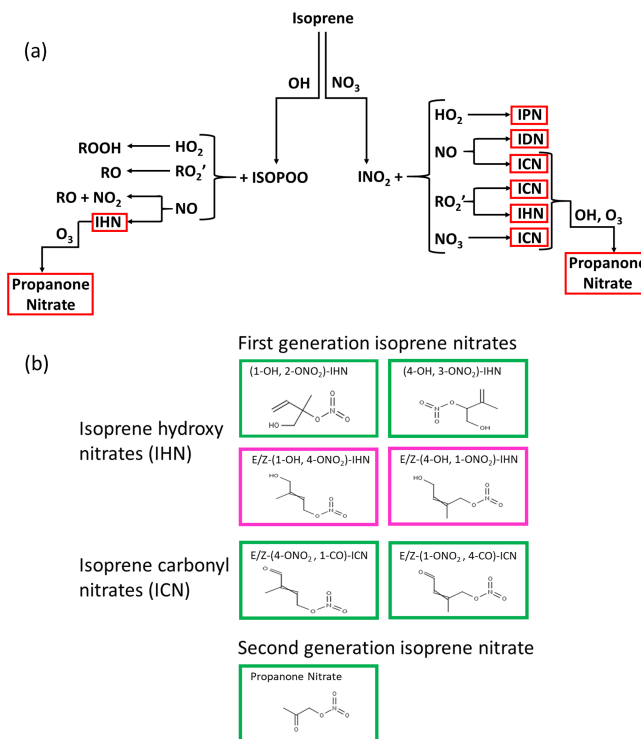 Isoprene
(a)
OH
NO₃
ROOH
HO₂
RO
RO₂'
RO + NO₂
NO
IHN
O₃
Propanone
Nitrate
+ ISOPOO
INO₂ +
HO₂
IPN
NO
IDN
ICN
RO₂'
ICN
IHN
NO₃
ICN
OH, O₃
Propanone
Nitrate
(b)
First generation isoprene nitrates
Isoprene hydroxy
nitrates (IHN)
(1-OH, 2-ONO₂)-IHN
HO
O
N
O
O
(4-OH, 3-ONO₂)-IHN
O
N
O
O
OH
E/Z-(1-OH, 4-ONO₂)-IHN
HO
O
N
O
O
E/Z-(4-OH, 1-ONO₂)-IHN
HO
O
N
O
O
Isoprene carbonyl
nitrates (ICN)
E/Z-(4-ONO₂ , 1-CO)-ICN
O
O
N
O
O
E/Z-(1-ONO₂ , 4-CO)-ICN
O
O
N
O
O
Second generation isoprene nitrate
Propanone Nitrate
O
O
N
O
O